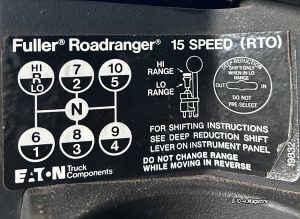 Fuller® Roadranger® 15 SPEED (RTO)
HI
R
LO
7
2
10
5
N
6
1
8
3
9
4
HI
RANGE
LO
RANGE
DEEP REDUCTION
SHIFT ONLY
WHEN IN LO
RANGE
OUT
IN
DO NOT
PRE-SELECT
FOR SHIFTING INSTRUCTIONS
SEE DEEP REDUCTION SHIFT
LEVER ON INSTRUMENT PANEL
DO NOT CHANGE RANGE
WHILE MOVING IN REVERSE
EATON Truck
Components